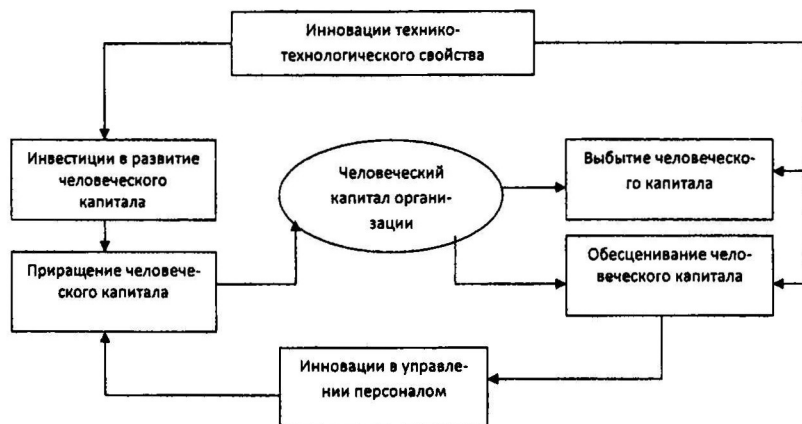 Инновации технико-
технологического свойства
Инвестиции в развитие
человеческого
капитала
Человеческий
капитал органи-
зации
Выбытие человеческо-
го капитала
Приращение человече-
ского капитала
Обесценивание чело-
веческого капитала
Инновации в управле-
нии персоналом